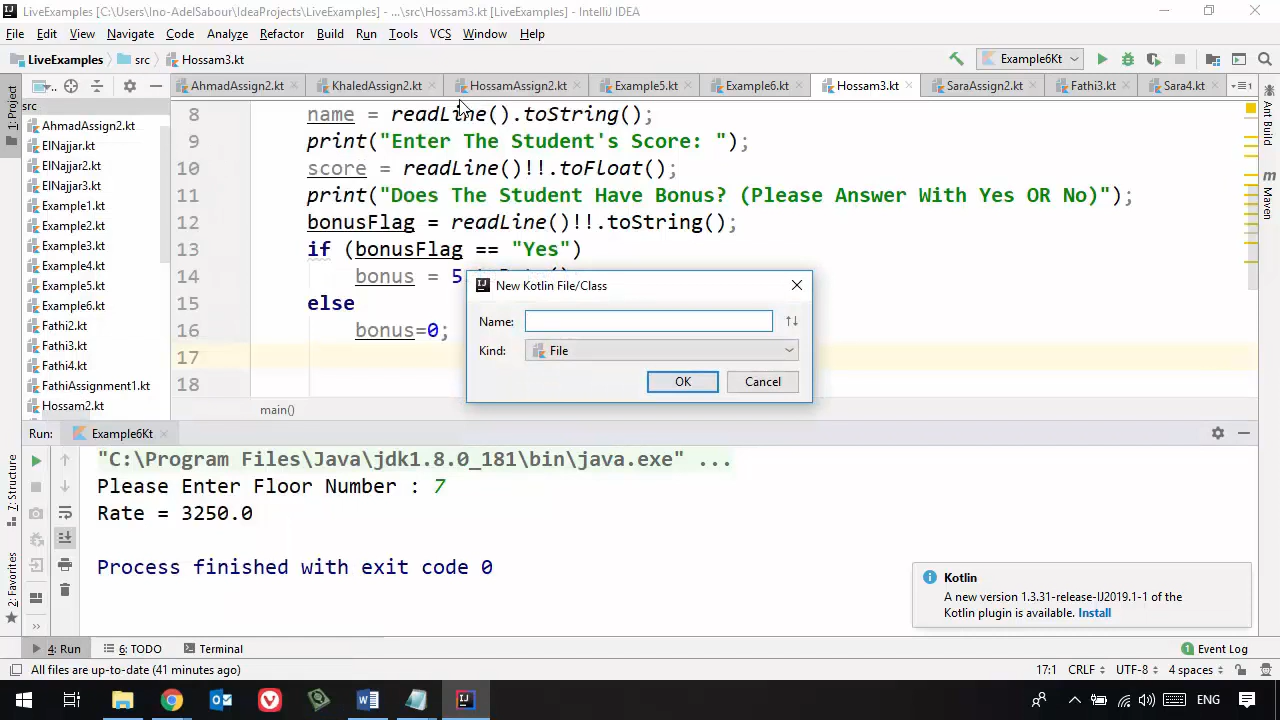 LiveExamples [C:\Users\Ino-AdelSabour\IdeaProjects\LiveExamples] - ...\src\Hossam3.kt [LiveExamples] - IntelliJ IDEA
File Edit View Navigate Code Analyze Refactor Build Run Tools VCS Window Help
LiveExamples src Hossam3.kt Example6Kt
AhmadAssign2.kt KhaledAssign2.kt HossamAssign2.kt Example5.kt Example6.kt Hossam3.kt SaraAssign2.kt Fathi3.kt Sara4.kt
1: Project
src
AhmadAssign2.kt
ElNajjar.kt
ElNajjar2.kt
ElNajjar3.kt
Example1.kt
Example2.kt
Example3.kt
Example4.kt
Example5.kt
Example6.kt
Fathi2.kt
Fathi3.kt
Fathi4.kt
FathiAssignment1.kt
Hossam2.kt
8 name = readLine().toString();
9 print("Enter The Student's Score: ");
10 score = readLine()!!.toFloat();
11 print("Does The Student Have Bonus? (Please Answer With Yes OR No)");
12 bonusFlag = readLine()!!.toString();
13 if (bonusFlag == "Yes")
14 bonus = 5
15 else
16 bonus=0;
17
18
main()
Ant Build
Maven
New Kotlin File/Class
Name:
Kind: File
OK Cancel
Run: Example6Kt
"C:\Program Files\Java\jdk1.8.0_181\bin\java.exe" ...
Please Enter Floor Number : 7
Rate = 3250.0
Process finished with exit code 0
7: Structure
2: Favorites
Kotlin
A new version 1.3.31-release-IJ2019.1-1 of the
Kotlin plugin is available. Install
4: Run 6: TODO Terminal 1 Event Log
All files are up-to-date (41 minutes ago) 17:1 CRLF UTF-8 4 spaces
ENG